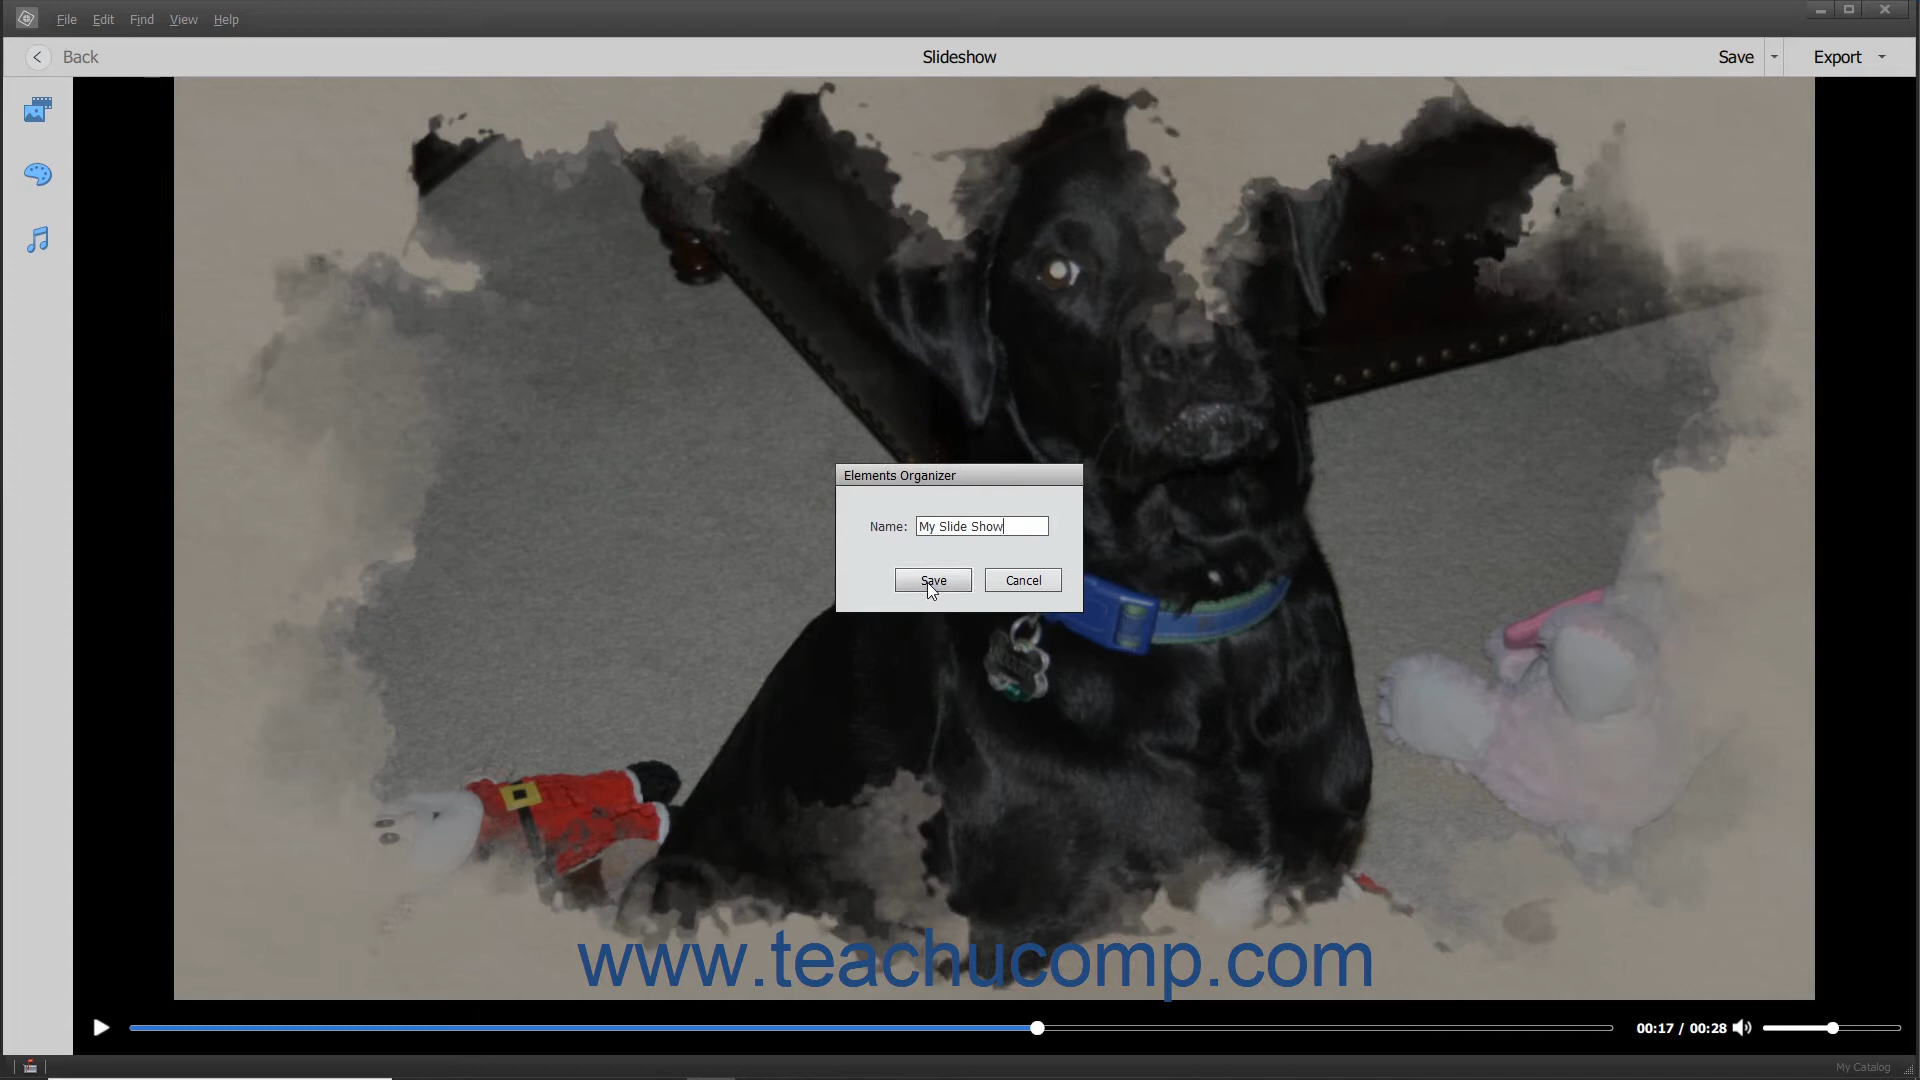 File Edit Find View Help
Back Slideshow Save Export
Elements Organizer
Name: My Slide Show
Save Cancel
www.teachucomp.com
00:17 / 00:28
My Catalog